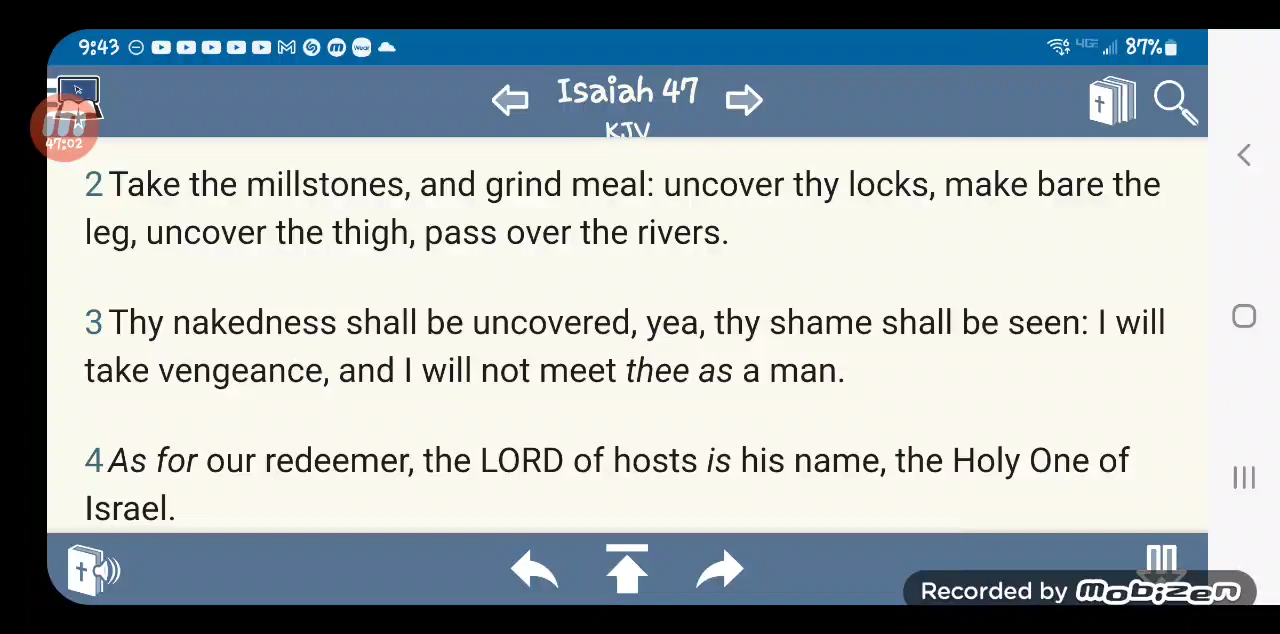 9:43
87%
Isaiah 47
KJV
47:02
2 Take the millstones, and grind meal: uncover thy locks, make bare the
leg, uncover the thigh, pass over the rivers.
3 Thy nakedness shall be uncovered, yea, thy shame shall be seen: I will
take vengeance, and I will not meet thee as a man.
4 As for our redeemer, the LORD of hosts is his name, the Holy One of
Israel.
Recorded by mobizen